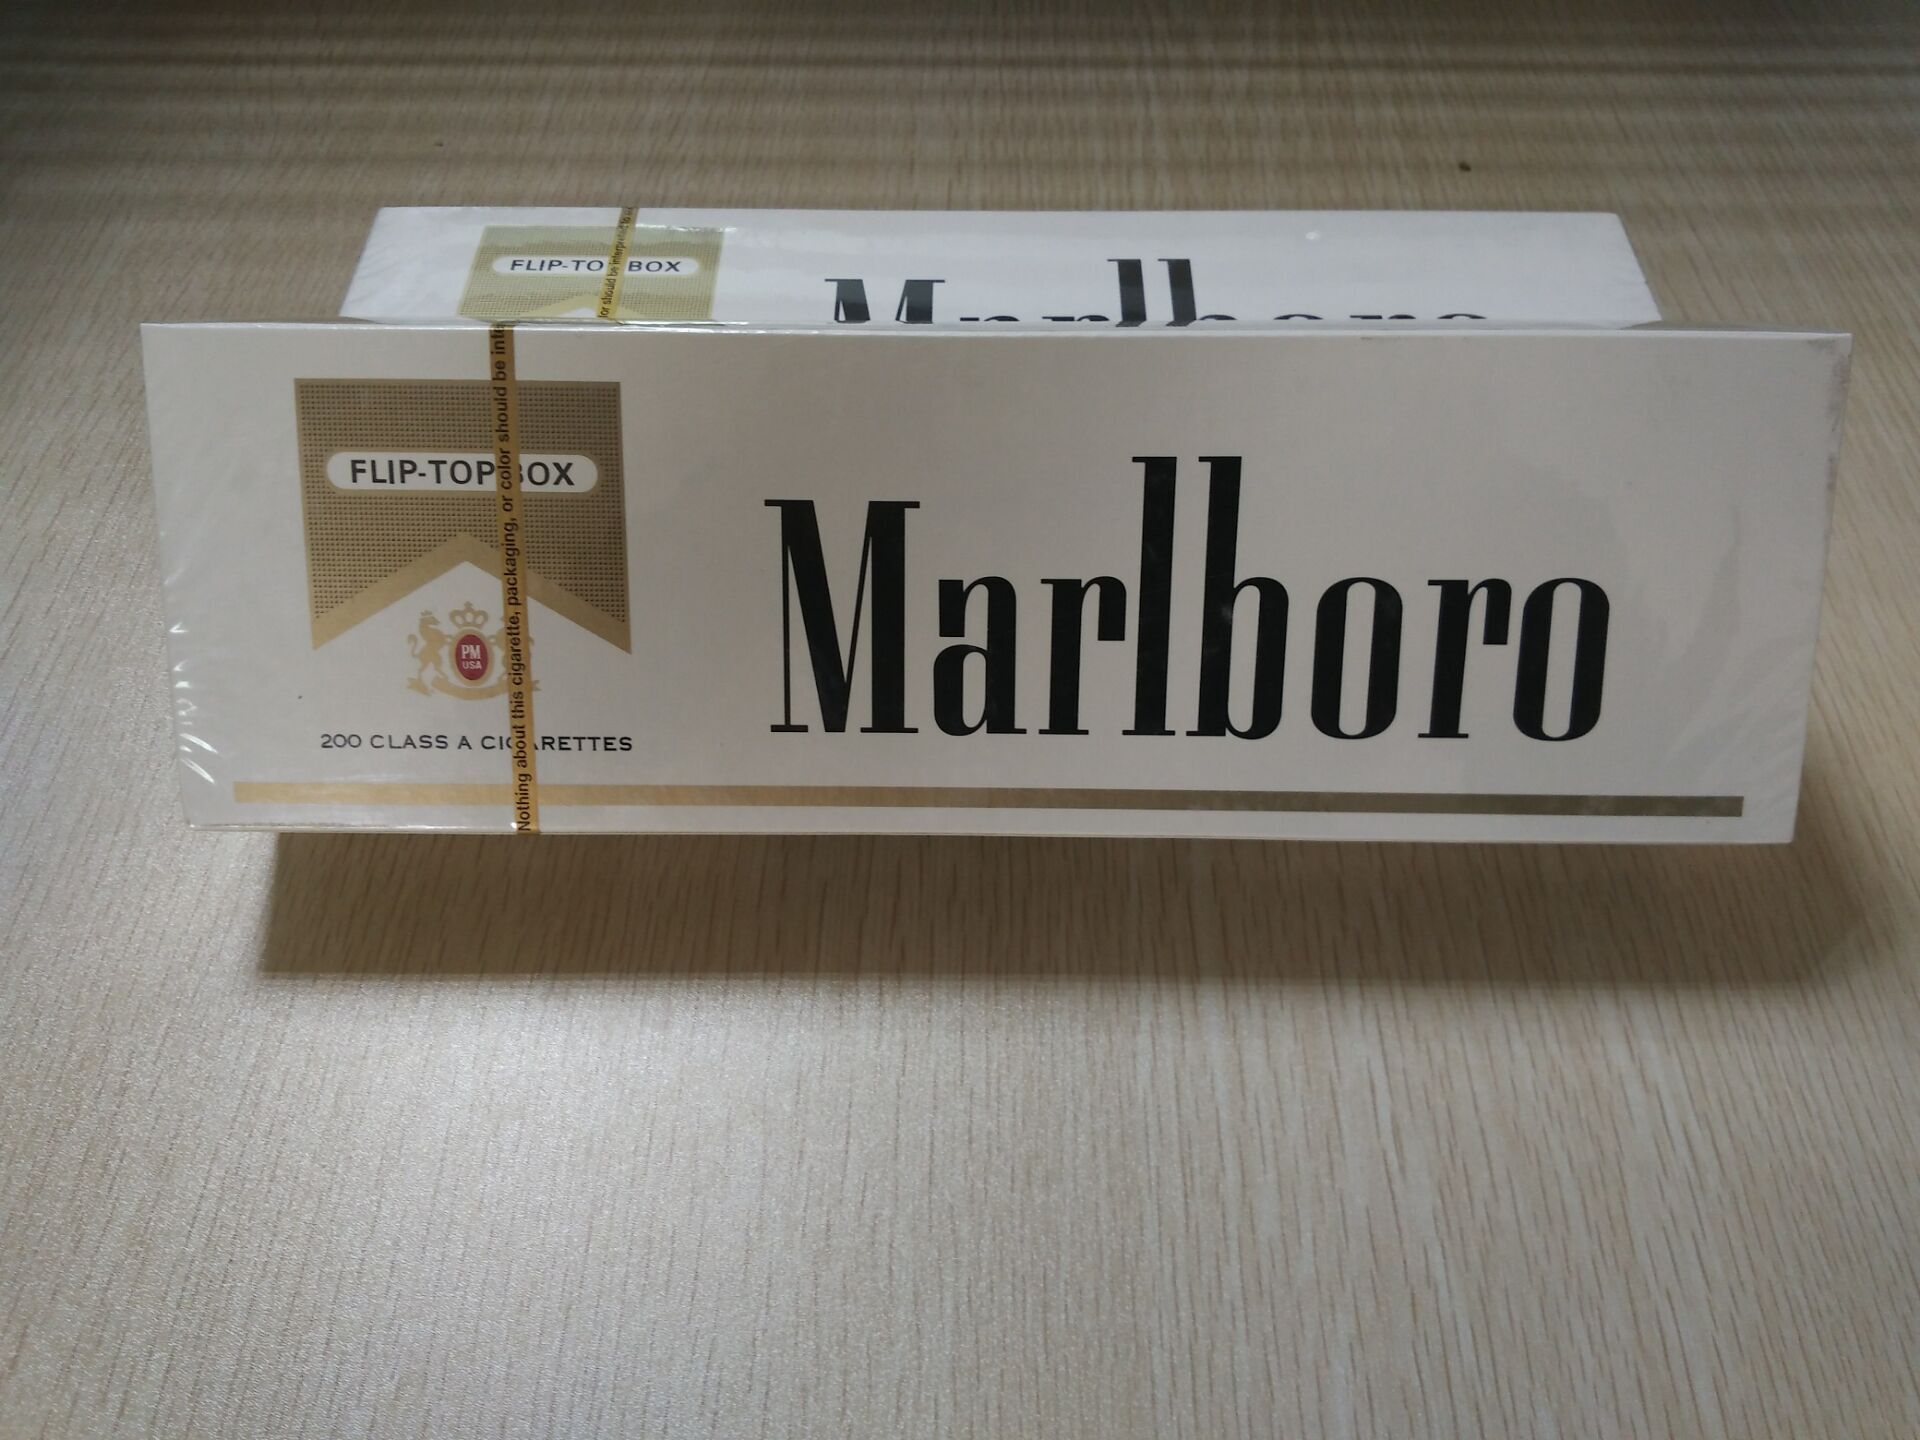 FLIP-TOP BOX
Marlboro
or should be interpreted to
FLIP-TOP BOX
Marlboro
PM
USA
200 CLASS A CIGARETTES
Nothing about this cigarette, packaging, or color should be